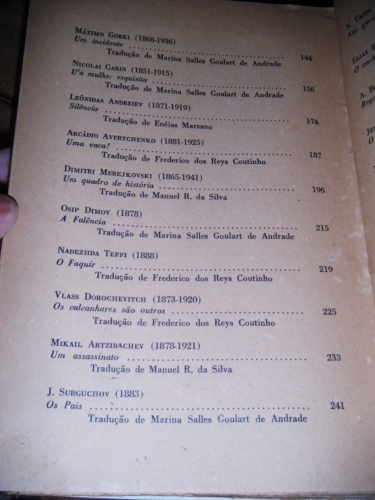 MÁXIMO GORKI (1868-1936)
Um incidente ........ 144
Tradução de Marina Salles Goulart de Andrade
NICOLAI GARIN (1851-1915)
U'a mulher esquisita ........ 156
Tradução de Marina Salles Goulart de Andrade
LEÔNIDAS ANDREIEV (1871-1919)
Silêncio ........ 174
Tradução de Enéias Marzano
ARCÁDIO AVERTCHENKO (1881-1925)
Uma vaca! ........ 187
Tradução de Frederico dos Reys Coutinho
DIMITRI MEREJKOVSKI (1865-1941)
Um quadro de história ........ 196
Tradução de Manuel R. da Silva
OSIP DIMOV (1878)
A Falência ........ 215
Tradução de Marina Salles Goulart de Andrade
NADEZHDA TEFFI (1888)
O Faquir ........ 219
Tradução de Frederico dos Reys Coutinho
VLASS DOROCHEVITCH (1873-1920)
Os calcanhares são outros ........ 225
Tradução de Frederico dos Reys Coutinho
MIKAIL ARTZIBACHEV (1878-1921)
Um assassinato ........ 233
Tradução de Manuel R. da Silva
J. SURGUCHOV (1883)
Os Pais ........ 241
Tradução de Marina Salles Goulart de Andrade